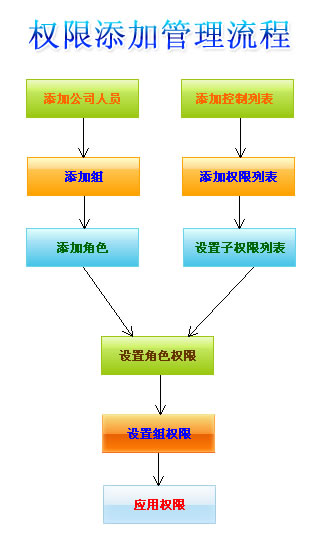 权限添加管理流程
添加公司人员
添加控制列表
添加组
添加权限列表
添加角色
设置子权限列表
设置角色权限
设置组权限
应用权限